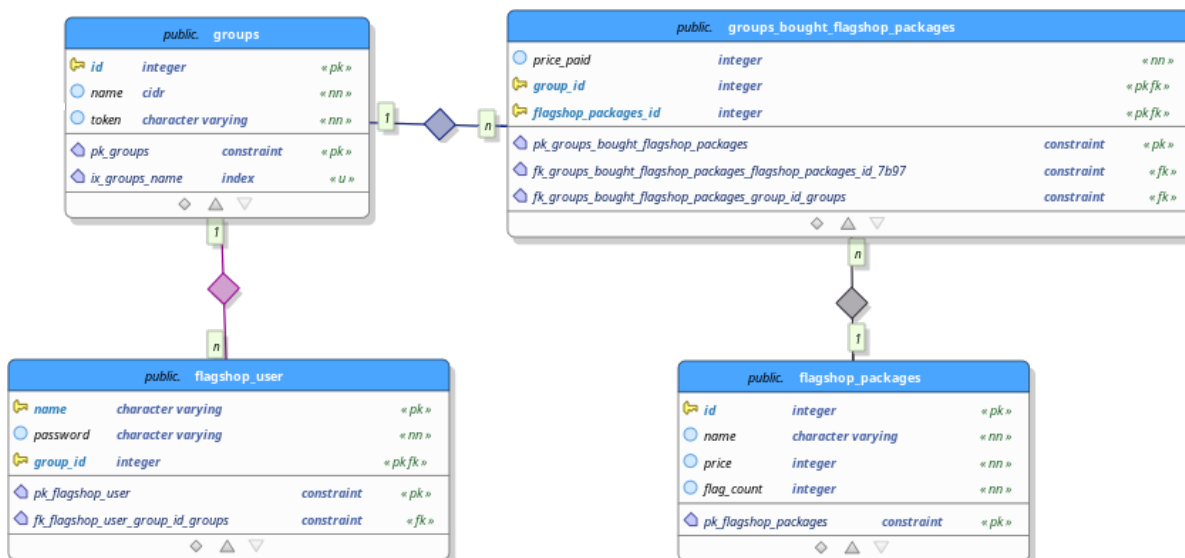 public. groups
id integer « pk »
name cidr « nn »
token character varying « nn »
pk_groups constraint « pk »
ix_groups_name index « u »
public. groups_bought_flagshop_packages
price_paid integer « nn »
group_id integer « pk fk »
flagshop_packages_id integer « pk fk »
pk_groups_bought_flagshop_packages constraint « pk »
fk_groups_bought_flagshop_packages_flagshop_packages_id_7b97 constraint « fk »
fk_groups_bought_flagshop_packages_group_id_groups constraint « fk »
1
n
1
n
n
1
public. flagshop_user
name character varying « pk »
password character varying « nn »
group_id integer « pk fk »
pk_flagshop_user constraint « pk »
fk_flagshop_user_group_id_groups constraint « fk »
public. flagshop_packages
id integer « pk »
name character varying « nn »
price integer « nn »
flag_count integer « nn »
pk_flagshop_packages constraint « pk »